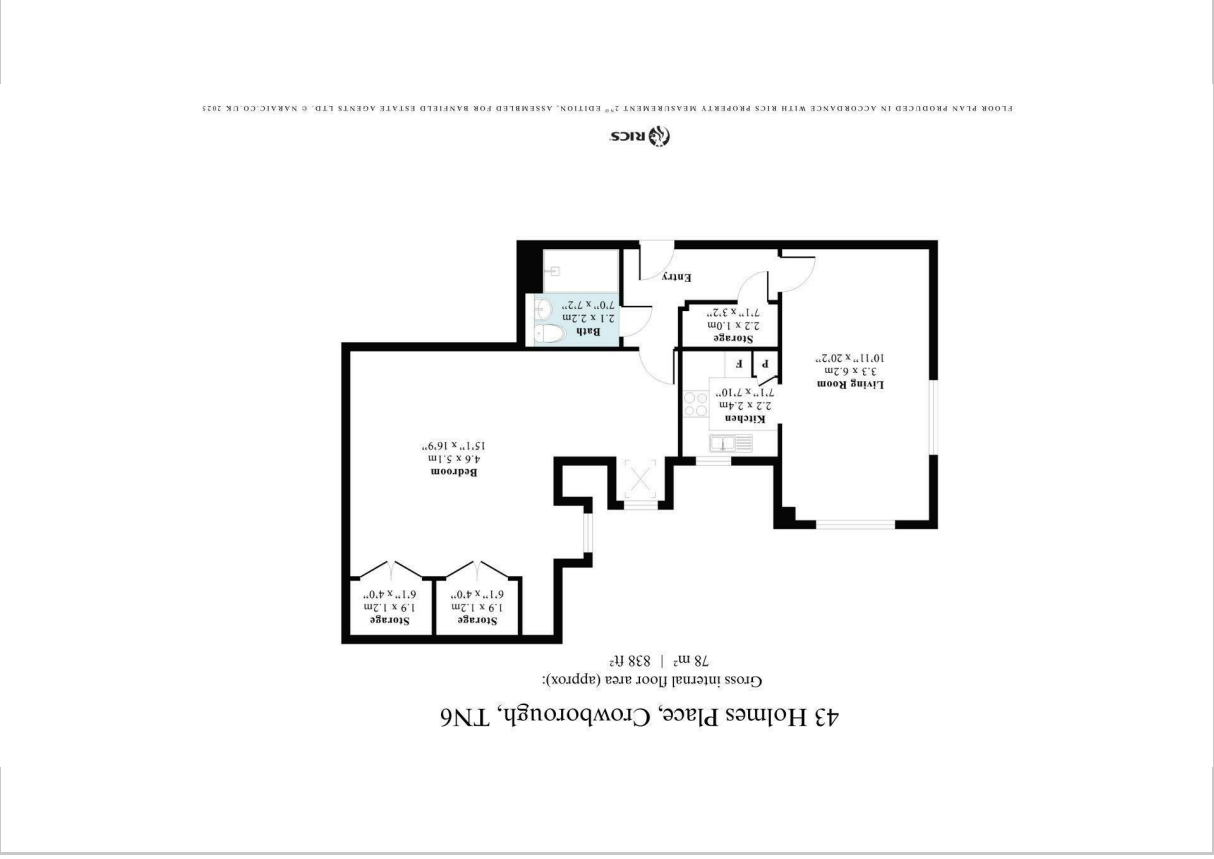 43 Holmes Place, Crowborough, TN6
Gross internal floor area (approx):
78 m² | 838 ft²
Storage
1.9 x 1.2m
6'1" x 4'0"
Storage
1.9 x 1.2m
6'1" x 4'0"
Bedroom
4.6 x 5.1m
15'1" x 16'9"
Kitchen
2.2 x 2.4m
7'1" x 7'10"
P
F
Living Room
3.3 x 6.2m
10'11" x 20'2"
Storage
2.2 x 1.0m
7'1" x 3'2"
Bath
2.1 x 2.2m
7'0" x 7'2"
Entry
RICS
FLOOR PLAN PRODUCED IN ACCORDANCE WITH RICS PROPERTY MEASUREMENT 2ND EDITION, ASSEMBLED FOR BANFIELD ESTATE AGENTS LTD. © NARAIC.CO.UK 2025